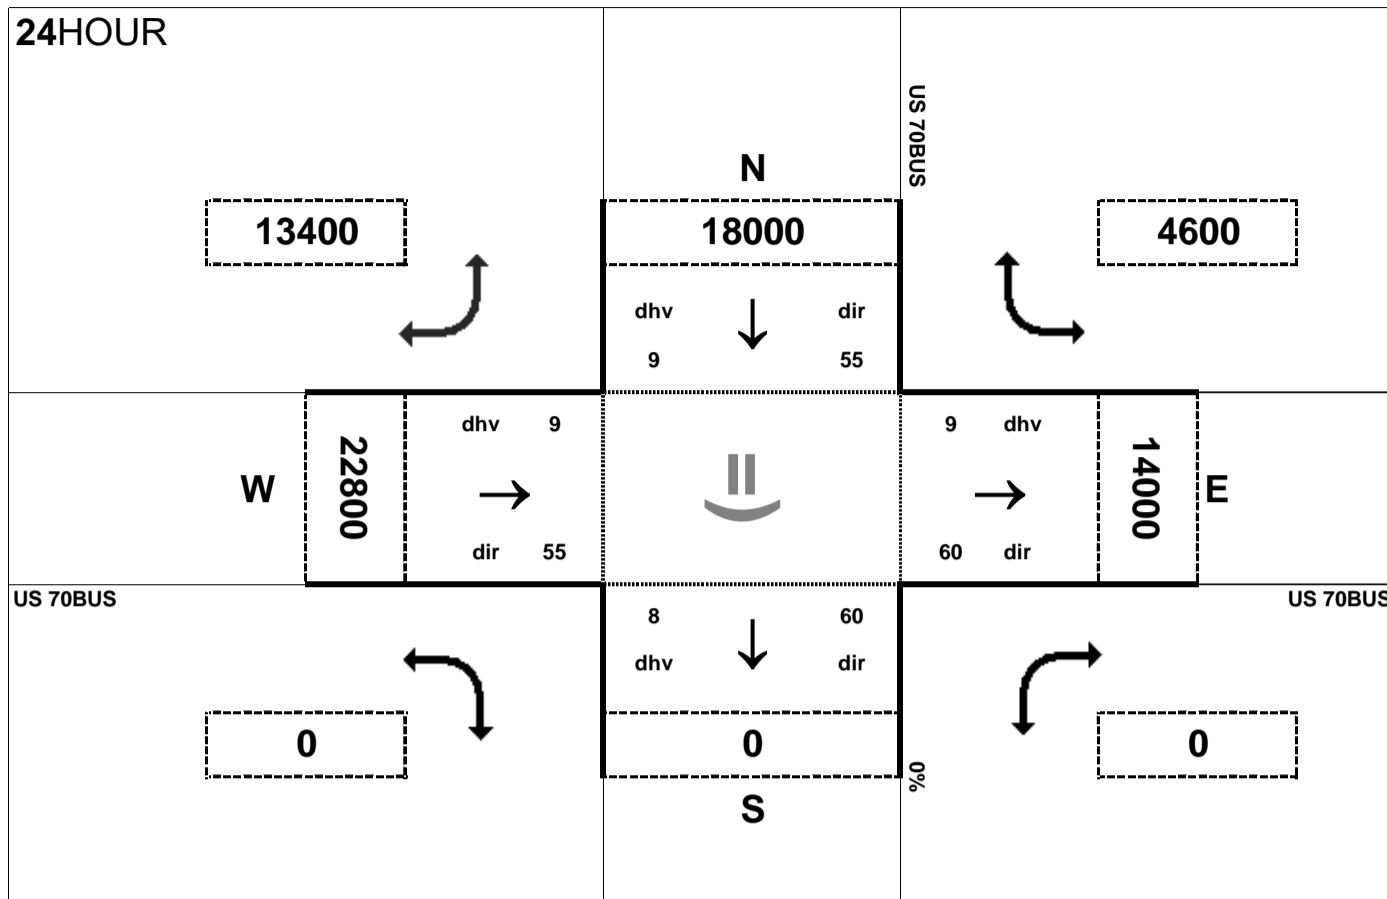 24HOUR
US 70BUS
N
13400
18000
4600
dhv
dir
9
55
dhv 9
9 dhv
W
22800
14000
E
dir 55
60 dir
US 70BUS
US 70BUS
8
60
dhv
dir
0
0
0
0%
S